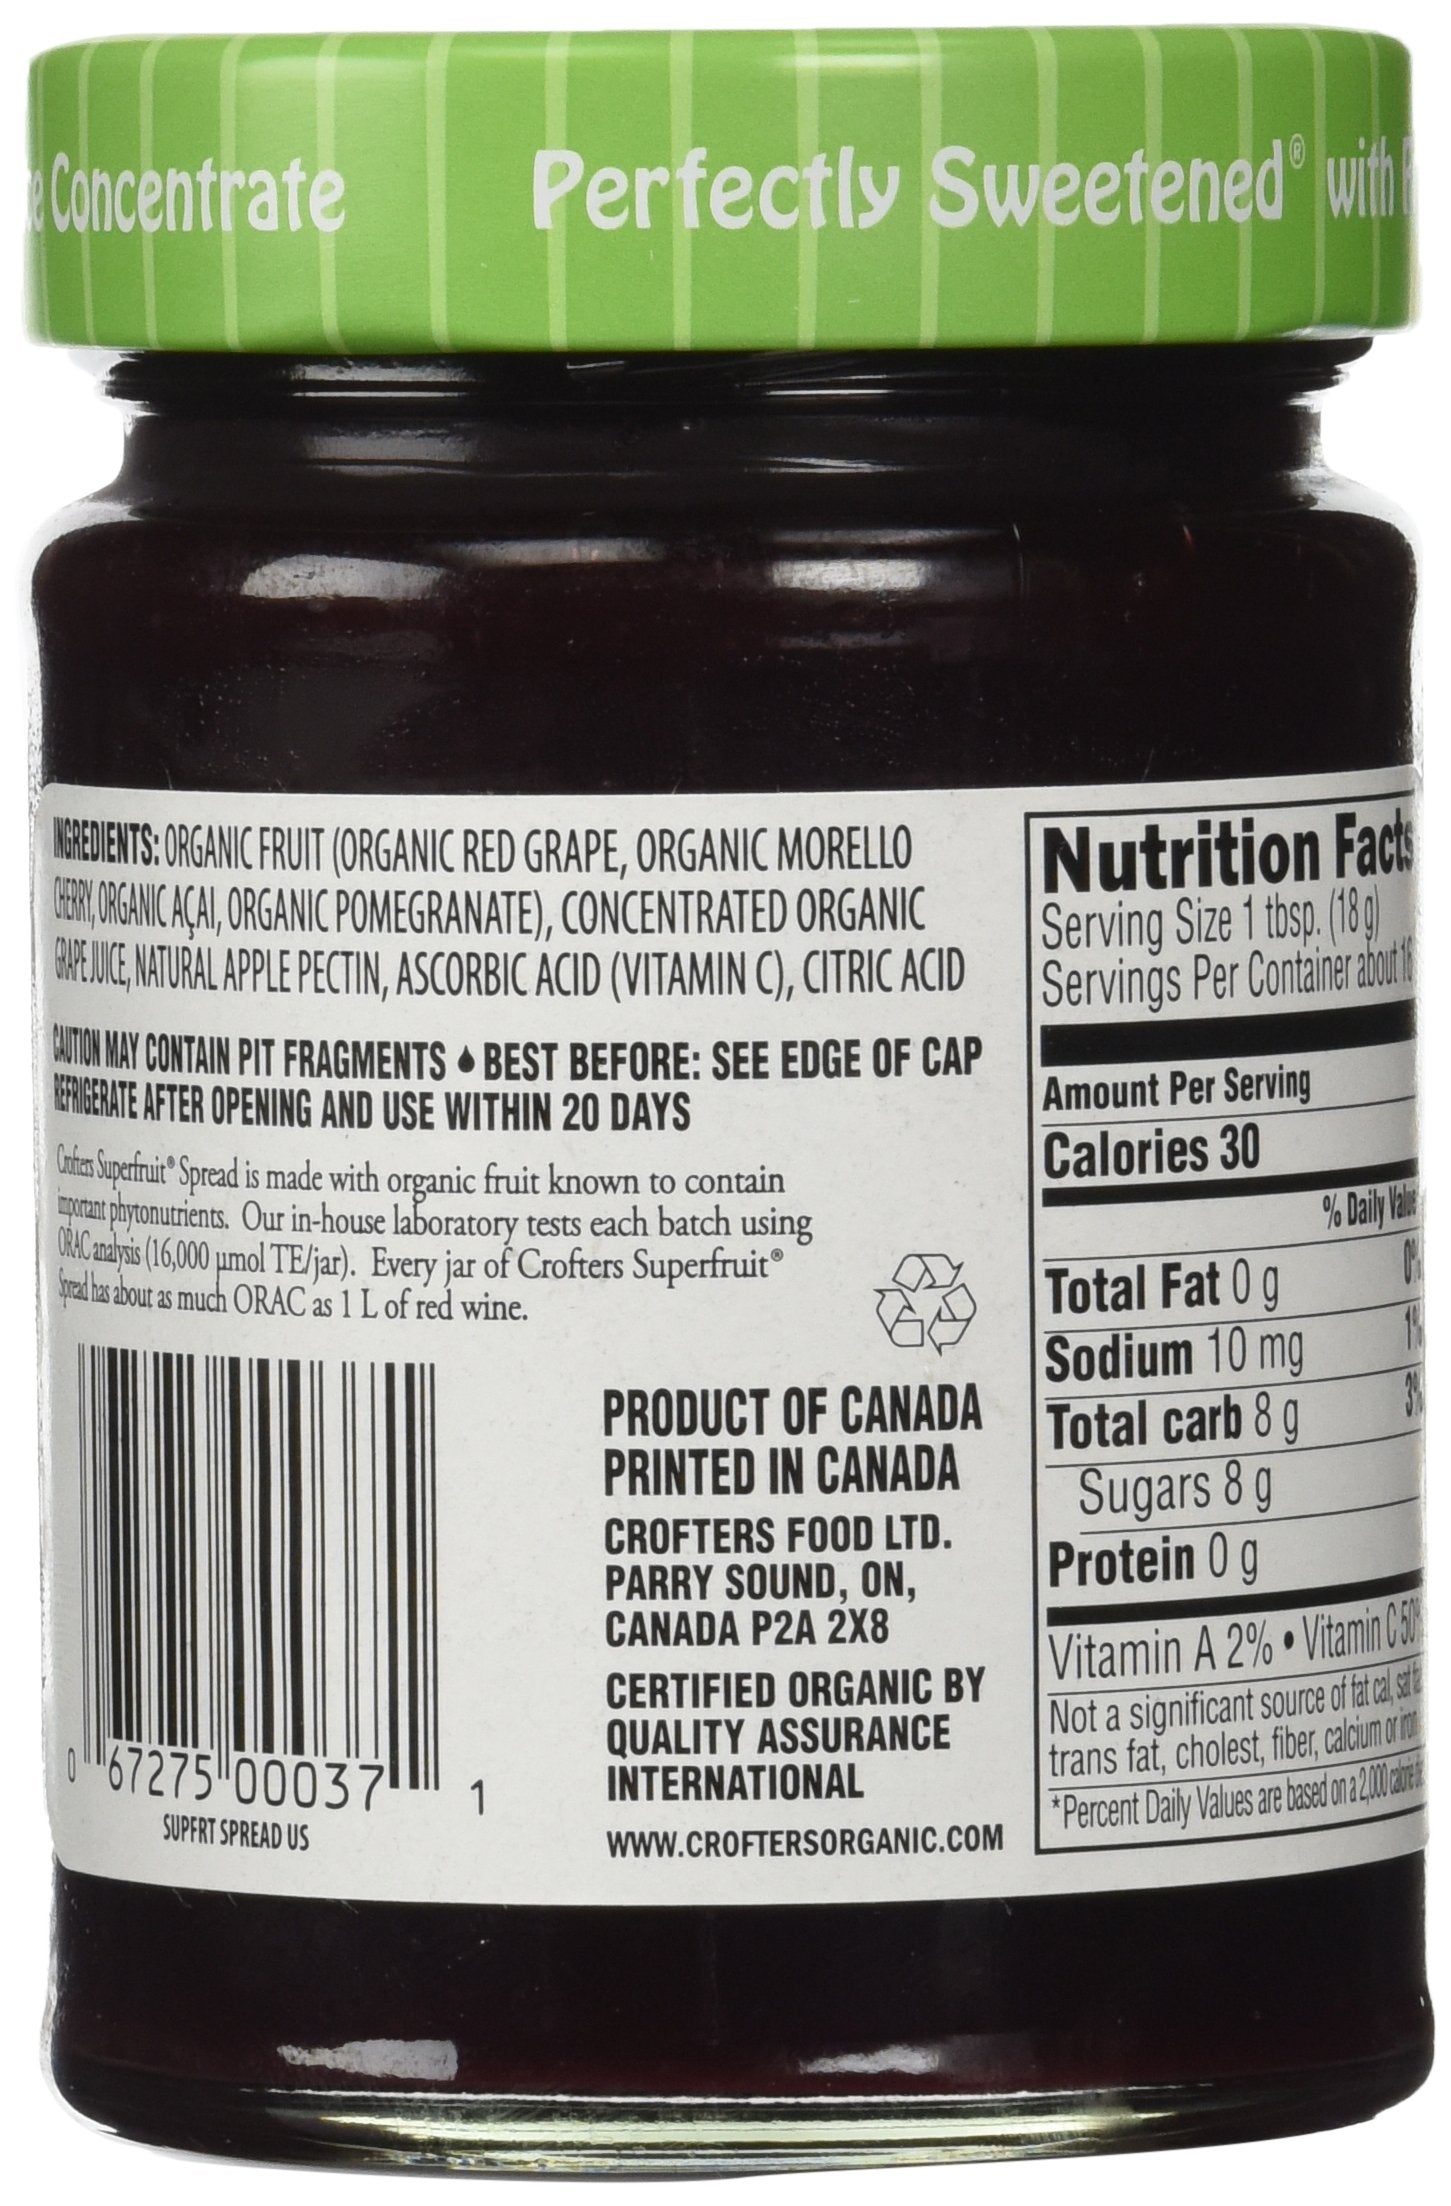 e Concentrate Perfectly Sweetened® with
INGREDIENTS: ORGANIC FRUIT (ORGANIC RED GRAPE, ORGANIC MORELLO
CHERRY, ORGANIC AÇAI, ORGANIC POMEGRANATE), CONCENTRATED ORGANIC
GRAPE JUICE, NATURAL APPLE PECTIN, ASCORBIC ACID (VITAMIN C), CITRIC ACID
CAUTION MAY CONTAIN PIT FRAGMENTS BEST BEFORE: SEE EDGE OF CAP
REFRIGERATE AFTER OPENING AND USE WITHIN 20 DAYS
Crofters Superfruit® Spread is made with organic fruit known to contain
important phytonutrients. Our in-house laboratory tests each batch using
ORAC analysis (16,000 µmol TE/jar). Every jar of Crofters Superfruit®
Spread has about as much ORAC as 1 L of red wine.
0 67275 00037 1
SUPFRT SPREAD US
PRODUCT OF CANADA
PRINTED IN CANADA
CROFTERS FOOD LTD.
PARRY SOUND, ON,
CANADA P2A 2X8
CERTIFIED ORGANIC BY
QUALITY ASSURANCE
INTERNATIONAL
WWW.CROFTERSORGANIC.COM
Nutrition Facts
Serving Size 1 tbsp. (18 g)
Servings Per Container about
Amount Per Serving
Calories 30
% Daily Value
Total Fat 0 g 0%
Sodium 10 mg 1%
Total carb 8 g 3%
Sugars 8 g
Protein 0 g
Vitamin A 2% • Vitamin C 50%
Not a significant source of fat cal, sat
trans fat, cholest, fiber, calcium or iron
*Percent Daily Values are based on a 2,000 calorie